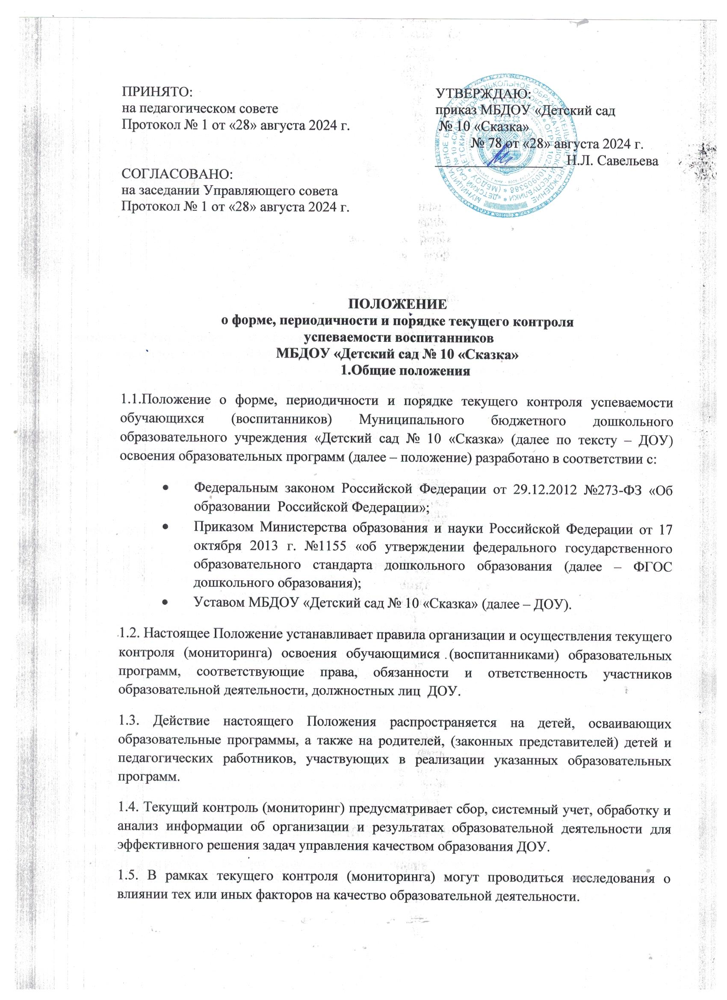 ПРИНЯТО:
на педагогическом совете
Протокол № 1 от «28» августа 2024 г.
СОГЛАСОВАНО:
на заседании Управляющего совета
Протокол № 1 от «28» августа 2024 г.
УТВЕРЖДАЮ:
приказ МБДОУ «Детский сад
№ 10 «Сказка»
№ 78 от «28» августа 2024 г.
Н.Л. Савельева
ПОЛОЖЕНИЕ
о форме, периодичности и порядке текущего контроля
успеваемости воспитанников
МБДОУ «Детский сад № 10 «Сказка»
1.Общие положения
1.1.Положение о форме, периодичности и порядке текущего контроля успеваемости
обучающихся (воспитанников) Муниципального бюджетного дошкольного
образовательного учреждения «Детский сад № 10 «Сказка» (далее по тексту – ДОУ)
освоения образовательных программ (далее – положение) разработано в соответствии с:
• Федеральным законом Российской Федерации от 29.12.2012 №273-ФЗ «Об
образовании Российской Федерации»;
• Приказом Министерства образования и науки Российской Федерации от 17
октября 2013 г. №1155 «об утверждении федерального государственного
образовательного стандарта дошкольного образования (далее – ФГОС
дошкольного образования);
• Уставом МБДОУ «Детский сад № 10 «Сказка» (далее – ДОУ).
1.2. Настоящее Положение устанавливает правила организации и осуществления текущего
контроля (мониторинга) освоения обучающимися (воспитанниками) образовательных
программ, соответствующие права, обязанности и ответственность участников
образовательной деятельности, должностных лиц ДОУ.
1.3. Действие настоящего Положения распространяется на детей, осваивающих
образовательные программы, а также на родителей, (законных представителей) детей и
педагогических работников, участвующих в реализации указанных образовательных
программ.
1.4. Текущий контроль (мониторинг) предусматривает сбор, системный учет, обработку и
анализ информации об организации и результатах образовательной деятельности для
эффективного решения задач управления качеством образования ДОУ.
1.5. В рамках текущего контроля (мониторинга) могут проводиться исследования о
влиянии тех или иных факторов на качество образовательной деятельности.